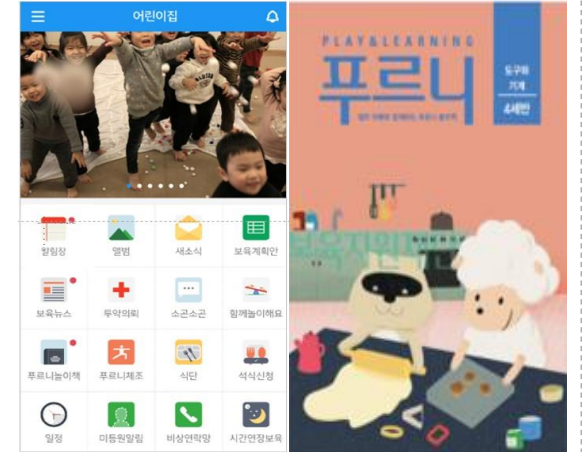 어린이집
알림장
앨범
새소식
보육계획안
보육뉴스
투약의뢰
소곤소곤
함께놀이해요
푸르니놀이책
푸르니체조
식단
석식신청
일정
미등원알림
비상연락망
시간연장보육
PLAY&LEARNING
푸르니
도구와
기계
4세반